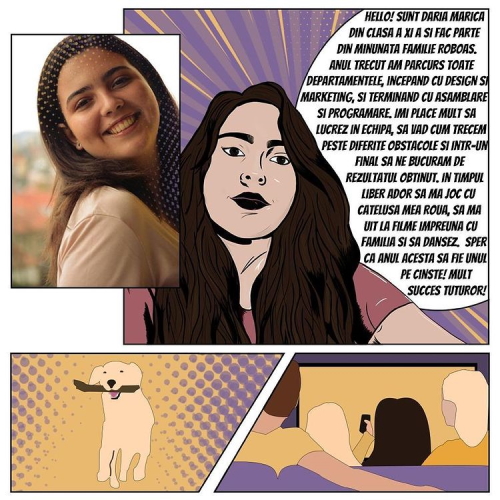 HELLO! SUNT DARIA MARICA
DIN CLASA A XI A SI FAC PARTE
DIN MINUNATA FAMILIE ROBOAS.
ANUL TRECUT AM PARCURS TOATE
DEPARTAMENTELE, INCEPAND CU DESIGN SI
MARKETING, SI TERMINAND CU ASAMBLARE
SI PROGRAMARE. IMI PLACE MULT SA
LUCREZ IN ECHIPA, SA VAD CUM TRECEM
PESTE DIFERITE OBSTACOLE SI INTR-UN
FINAL SA NE BUCURAM DE
REZULTATUL OBTINUT. IN TIMPUL
LIBER ADOR SA MA JOC CU
CATELUSA MEA ROUA, SA MA
UIT LA FILME IMPREUNA CU
FAMILIA SI SA DANSEZ. SPER
CA ANUL ACESTA SA FIE UNUL
PE CINSTE! MULT
SUCCES TUTUROR!